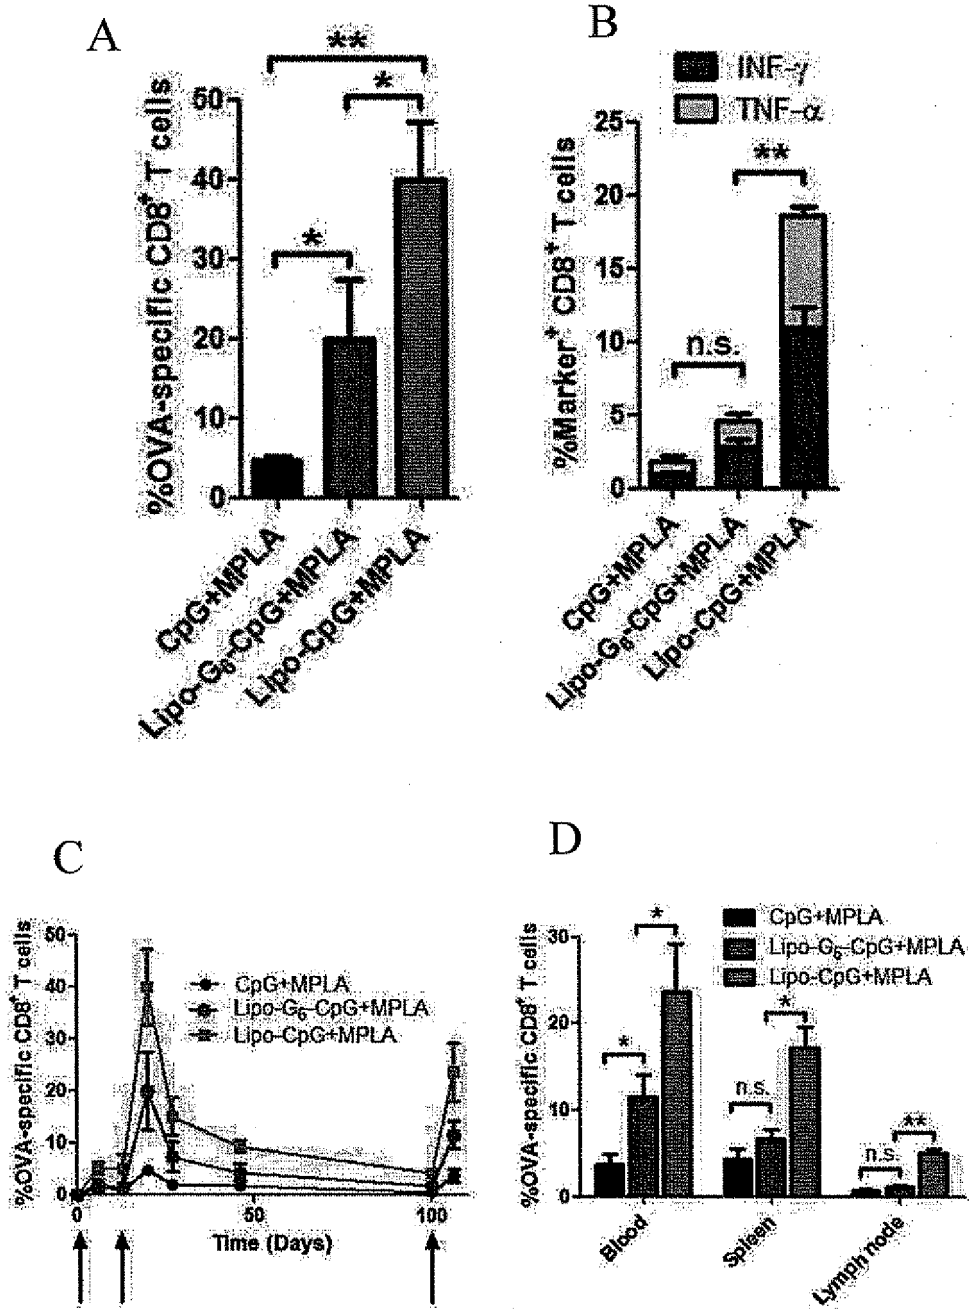 A
**
*
*
50
40
30
20
10
0
%OVA-specific CD8+ T cells
CpG+MPLA
Lipo-G6-CpG+MPLA
Lipo-CpG+MPLA
B
INF-γ
TNF-α
**
n.s.
25
20
15
10
5
0
%Marker+ CD8+ T cells
CpG+MPLA
Lipo-G6-CpG+MPLA
Lipo-CpG+MPLA
C
50
40
30
20
10
0
%OVA-specific CD8+ T cells
CpG+MPLA
Lipo-G6-CpG+MPLA
Lipo-CpG+MPLA
0 50 100
Time (Days)
D
CpG+MPLA
Lipo-G6-CpG+MPLA
Lipo-CpG+MPLA
30
20
10
0
%OVA-specific CD8+ T cells
*
*
n.s.
*
n.s.
**
Blood
Spleen
Lymph node